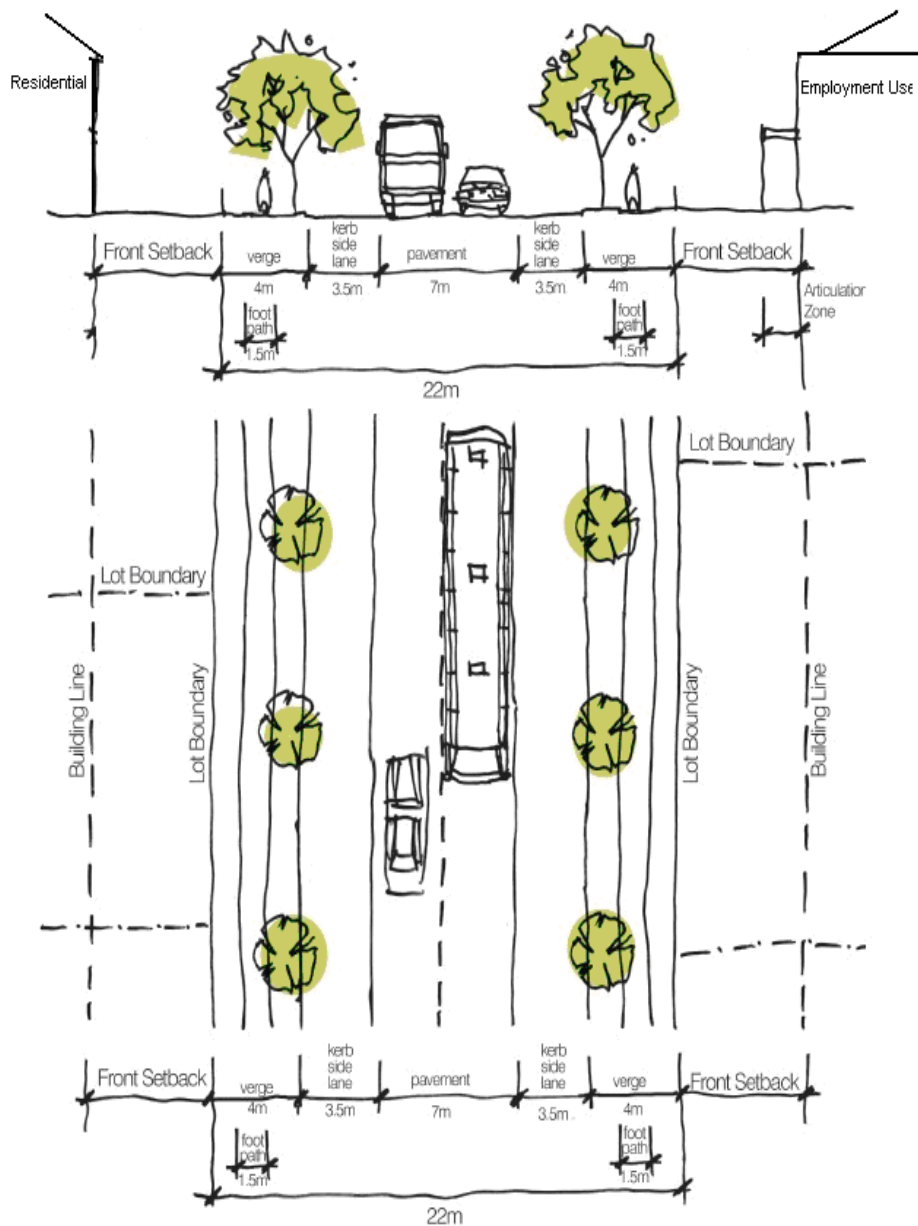 Residential
Employment Use
Front Setback
verge
4m
kerb
side
lane
3.5m
pavement
7m
kerb
side
lane
3.5m
verge
4m
Front Setback
Articulation
Zone
foot
path
1.5m
foot
path
1.5m
22m
Lot Boundary
Lot Boundary
Building Line
Lot Boundary
Lot Boundary
Building Line
Front Setback
verge
4m
kerb
side
lane
3.5m
pavement
7m
kerb
side
lane
3.5m
verge
4m
Front Setback
foot
path
1.5m
foot
path
1.5m
22m